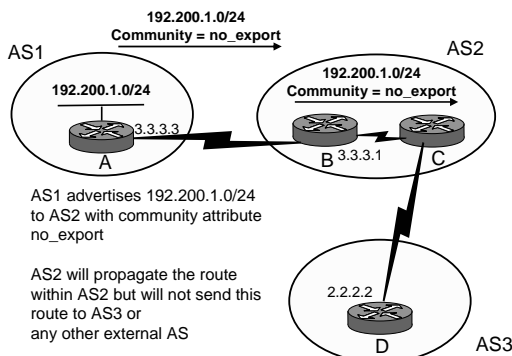 192.200.1.0/24
Community = no_export
AS1
AS2
192.200.1.0/24
192.200.1.0/24
Community = no_export
3.3.3.3
A
B
3.3.3.1
C
AS1 advertises 192.200.1.0/24
to AS2 with community attribute
no_export
AS2 will propagate the route
within AS2 but will not send this
route to AS3 or
any other external AS
2.2.2.2
D
AS3